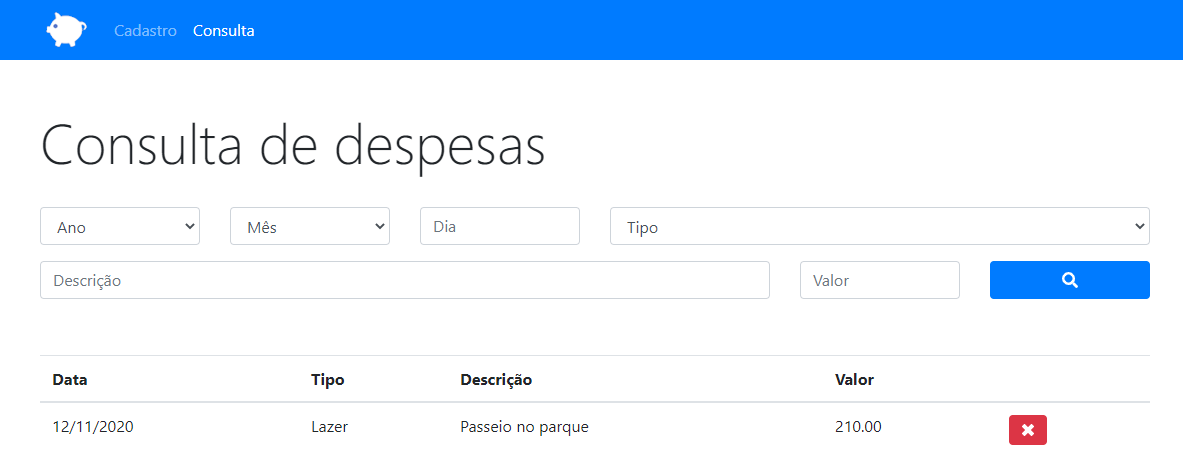 Cadastro Consulta
Consulta de despesas
Ano Mês Dia Tipo
Descrição Valor
Data Tipo Descrição Valor
12/11/2020 Lazer Passeio no parque 210.00